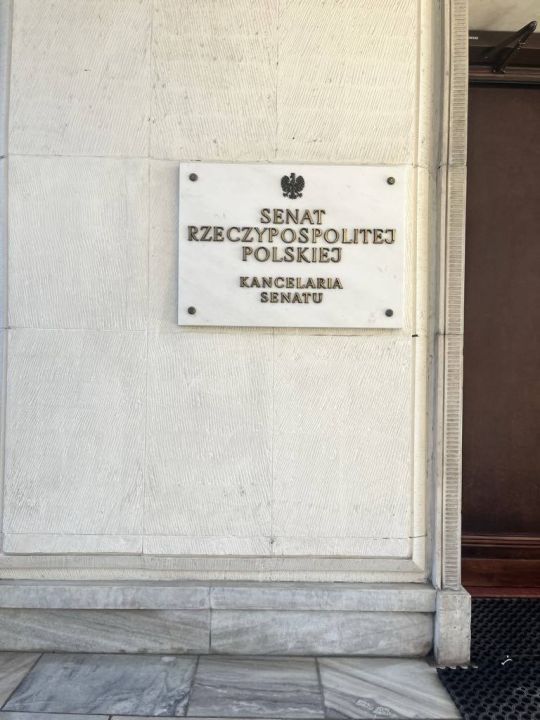 SENAT
RZECZYPOSPOLITEJ
POLSKIEJ
KANCELARIA
SENATU